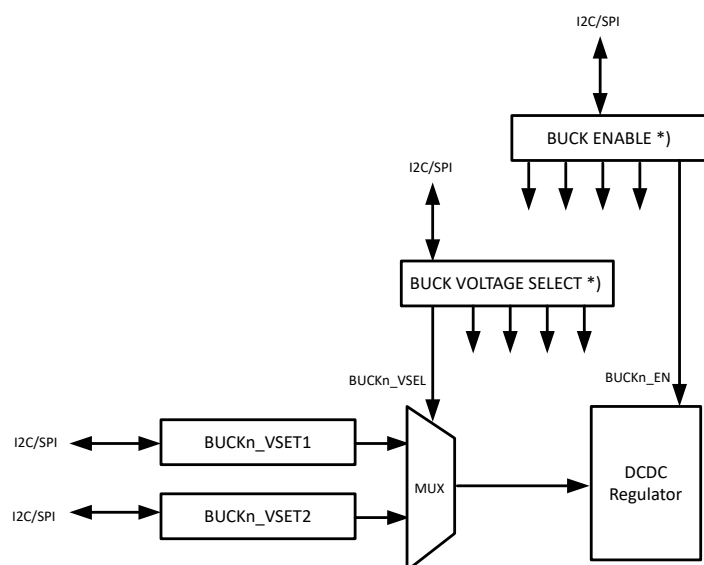 I2C/SPI
BUCK ENABLE *)
I2C/SPI
BUCK VOLTAGE SELECT *)
BUCKn_VSEL
BUCKn_EN
I2C/SPI
BUCKn_VSET1
MUX
DCDC
Regulator
I2C/SPI
BUCKn_VSET2